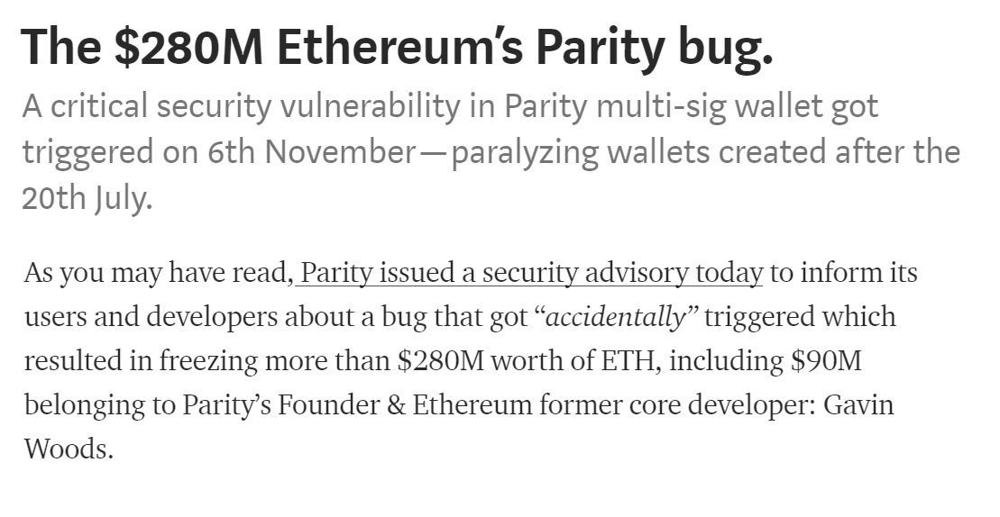 The $280M Ethereum’s Parity bug.
A critical security vulnerability in Parity multi-sig wallet got
triggered on 6th November — paralyzing wallets created after the
20th July.
As you may have read, Parity issued a security advisory today to inform its
users and developers about a bug that got “accidentally” triggered which
resulted in freezing more than $280M worth of ETH, including $90M
belonging to Parity’s Founder & Ethereum former core developer: Gavin
Woods.